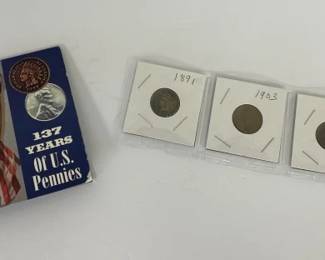 137
YEARS
Of U.S.
Pennies
1891
1903